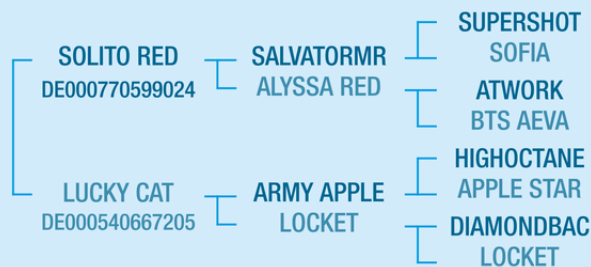 SUPERSHOT
SOLITO RED SALVATORMR SOFIA
DE000770599024 ALYSSA RED ATWORK
BTS AEVA
HIGHOCTANE
LUCKY CAT ARMY APPLE APPLE STAR
DE000540667205 LOCKET DIAMONDBAC
LOCKET